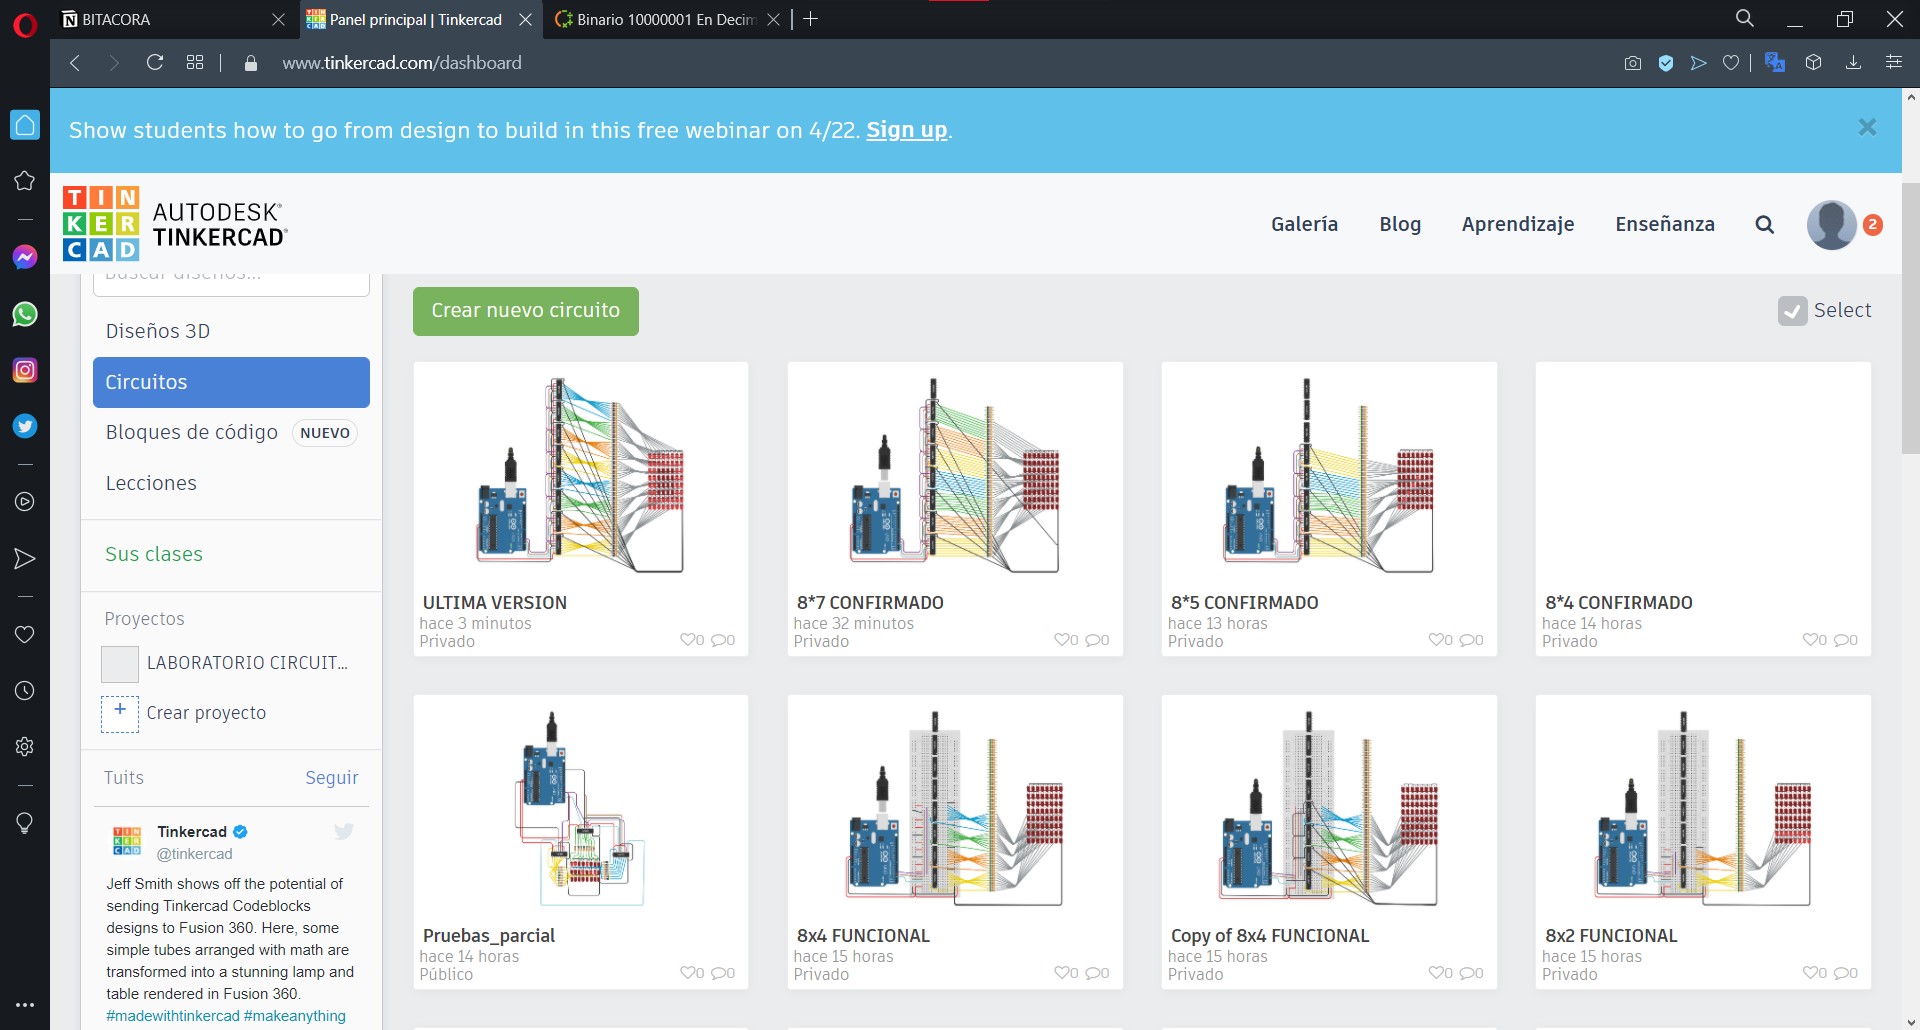 BITACORA
Panel principal | Tinkercad
Binario 10000001 En Decim
www.tinkercad.com/dashboard
Show students how to go from design to build in this free webinar on 4/22. Sign up.
TIN
KER
CAD
AUTODESK®
TINKERCAD®
Galería
Blog
Aprendizaje
Enseñanza
2
Buscar diseños...
Diseños 3D
Circuitos
Bloques de código NUEVO
Lecciones
Sus clases
Proyectos
LABORATORIO CIRCUIT...
+ Crear proyecto
Tuits
Seguir
Tinkercad
@tinkercad
Jeff Smith shows off the potential of
sending Tinkercad Codeblocks
designs to Fusion 360. Here, some
simple tubes arranged with math are
transformed into a stunning lamp and
table rendered in Fusion 360.
#madewithtinkercad #makeanything
Crear nuevo circuito
Select
ULTIMA VERSION
hace 3 minutos
Privado
0 0
8*7 CONFIRMADO
hace 32 minutos
Privado
0 0
8*5 CONFIRMADO
hace 13 horas
Privado
0 0
8*4 CONFIRMADO
hace 14 horas
Privado
0 0
Pruebas_parcial
hace 14 horas
Público
0 0
8x4 FUNCIONAL
hace 15 horas
Privado
0 0
Copy of 8x4 FUNCIONAL
hace 15 horas
Privado
0 0
8x2 FUNCIONAL
hace 15 horas
Privado
0 0